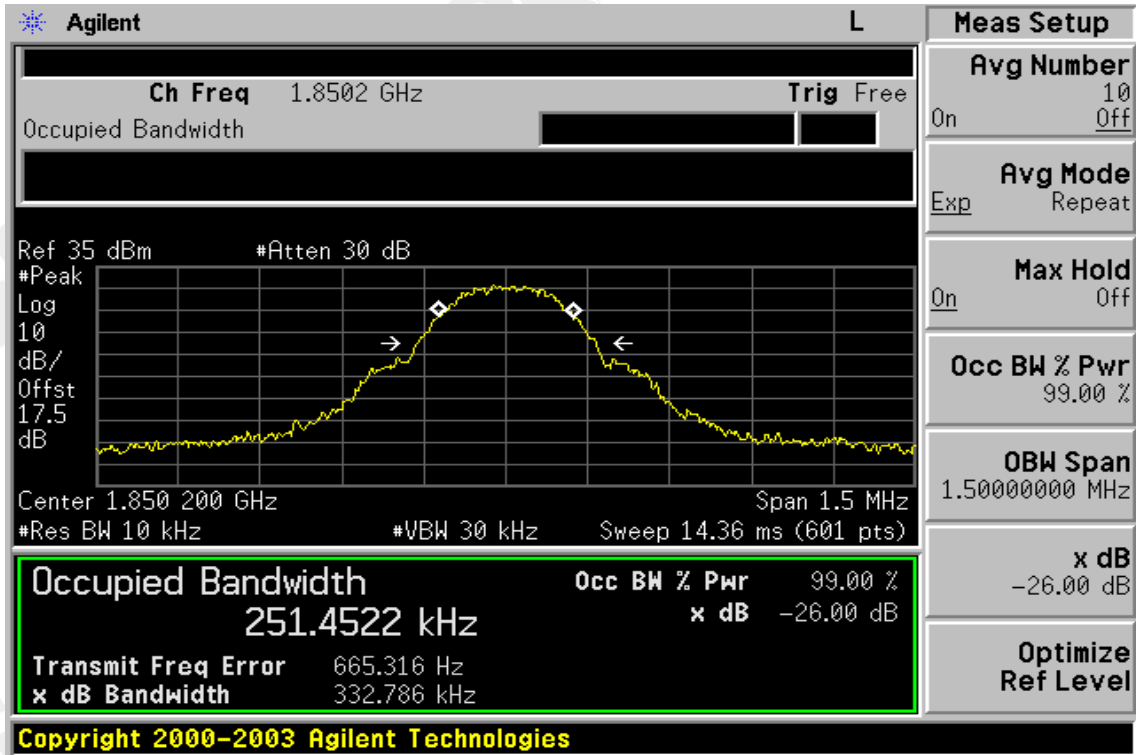 Agilent L Meas Setup
Ch Freq 1.8502 GHz Trig Free
Occupied Bandwidth
Avg Number
10
On Off
Avg Mode
Exp Repeat
Max Hold
On Off
Occ BW % Pwr
99.00 %
OBW Span
1.50000000 MHz
x dB
-26.00 dB
Optimize
Ref Level
Ref 35 dBm #Atten 30 dB
#Peak
Log
10
dB/
Offst
17.5
dB
Center 1.850 200 GHz Span 1.5 MHz
#Res BW 10 kHz #VBW 30 kHz Sweep 14.36 ms (601 pts)
Occupied Bandwidth Occ BW % Pwr 99.00 %
251.4522 kHz x dB -26.00 dB
Transmit Freq Error 665.316 Hz
x dB Bandwidth 332.786 kHz
Copyright 2000-2003 Agilent Technologies